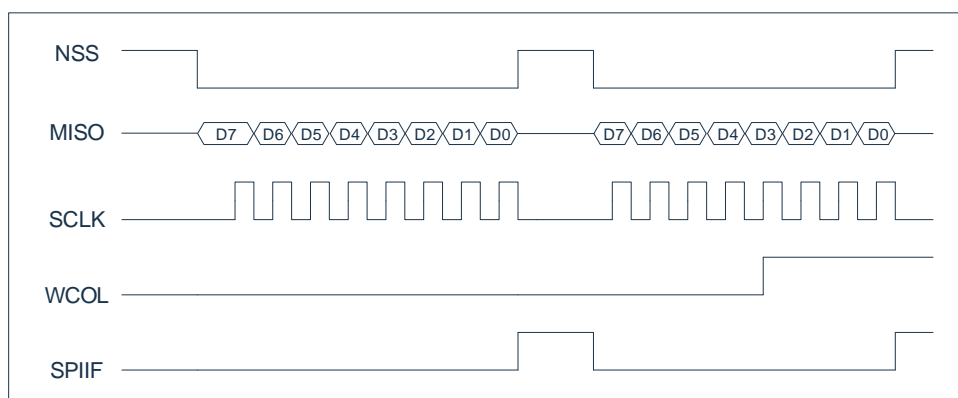 NSS
MISO D7 D6 D5 D4 D3 D2 D1 D0 D7 D6 D5 D4 D3 D2 D1 D0
SCLK
WCOL
SPIIF